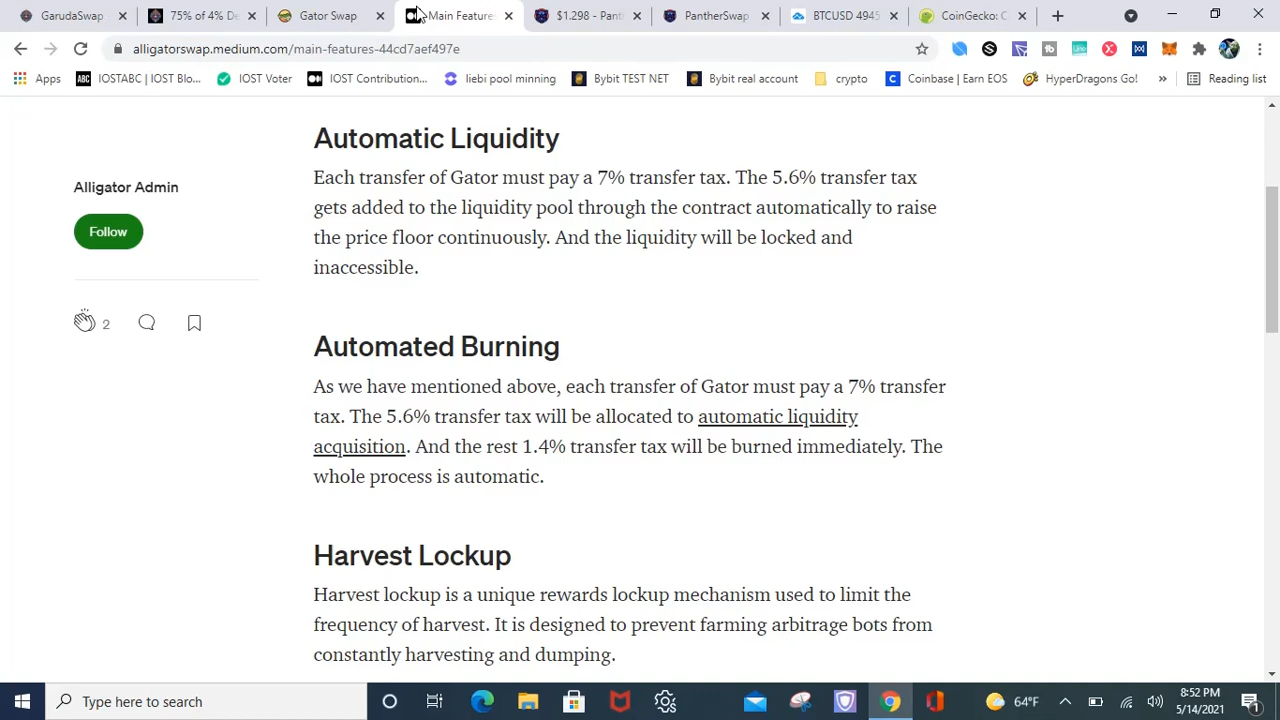 GarudaSwap
75% of 4% De
Gator Swap
Main Features
$1.298 - Pant
PantherSwap
BTCUSD 4945
CoinGecko: C
alligatorswap.medium.com/main-features-44cd7aef497e
Apps
ABC
IOSTABC | IOST Blo...
IOST Voter
IOST Contribution...
liebi pool minning
Bybit TEST NET
Bybit real account
crypto
Coinbase | Earn EOS
HyperDragons Go!
»
Reading list
Automatic Liquidity
Each transfer of Gator must pay a 7% transfer tax. The 5.6% transfer tax
gets added to the liquidity pool through the contract automatically to raise
the price floor continuously. And the liquidity will be locked and
inaccessible.
Alligator Admin
Follow
2
Automated Burning
As we have mentioned above, each transfer of Gator must pay a 7% transfer
tax. The 5.6% transfer tax will be allocated to automatic liquidity
acquisition. And the rest 1.4% transfer tax will be burned immediately. The
whole process is automatic.
Harvest Lockup
Harvest lockup is a unique rewards lockup mechanism used to limit the
frequency of harvest. It is designed to prevent farming arbitrage bots from
constantly harvesting and dumping.
Type here to search
64°F
8:52 PM
5/14/2021
1